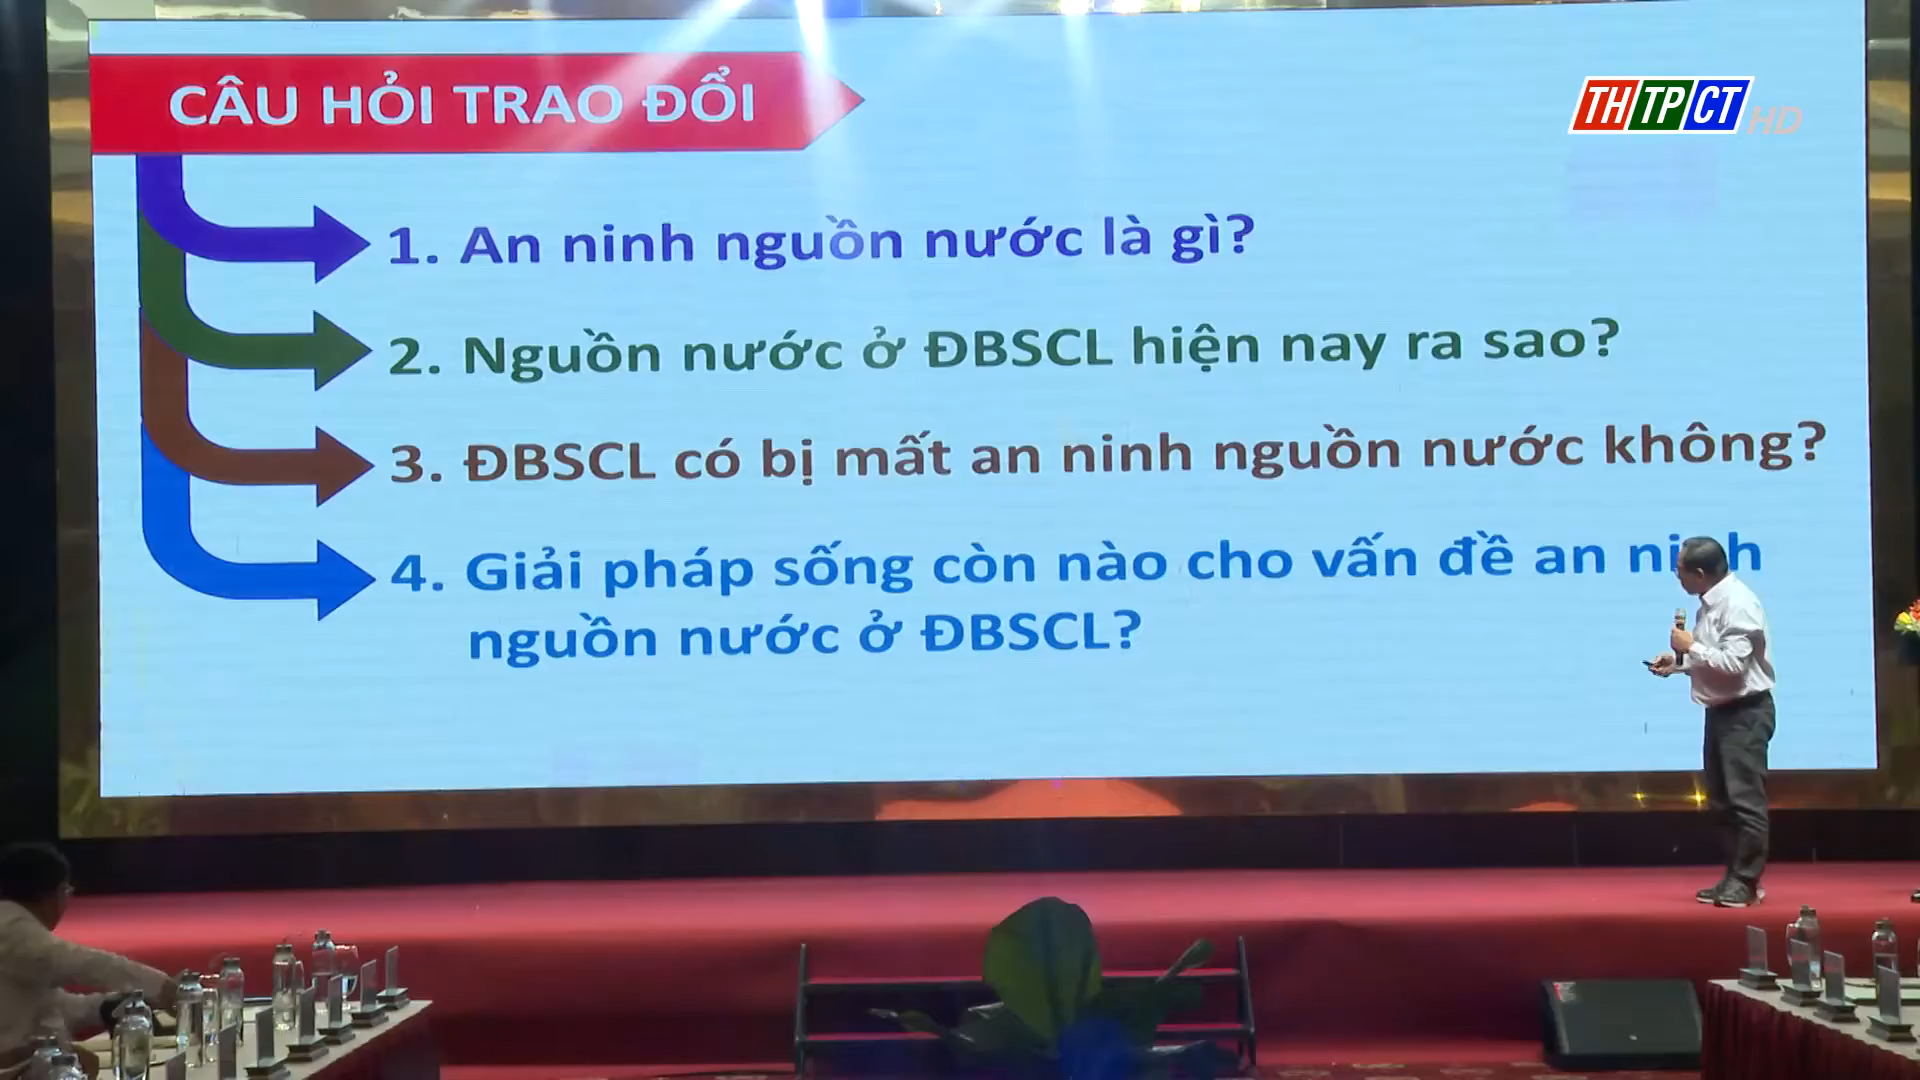 CÂU HỎI TRAO ĐỔI
THTPCT HD
1. An ninh nguồn nước là gì?
2. Nguồn nước ở ĐBSCL hiện nay ra sao?
3. ĐBSCL có bị mất an ninh nguồn nước không?
4. Giải pháp sống còn nào cho vấn đề an ninh
nguồn nước ở ĐBSCL?